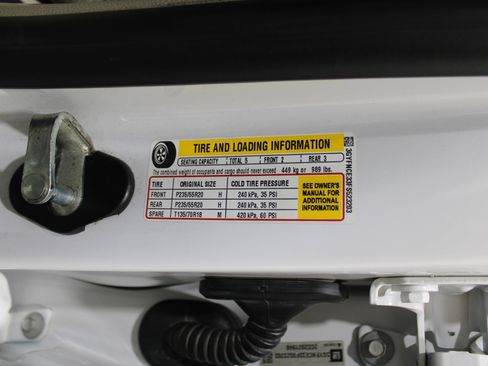 TIRE AND LOADING INFORMATION
SEATING CAPACITY TOTAL 5 FRONT 2 REAR 3
The combined weight of occupants and cargo should never exceed 449 kg or 989 lbs.
TIRE ORIGINAL SIZE COLD TIRE PRESSURE
FRONT P235/55R20 H 240 kPa, 35 PSI
REAR P235/55R20 H 240 kPa, 35 PSI
SPARE T135/70R18 M 420 kPa, 60 PSI
SEE OWNER'S
MANUAL FOR
ADDITIONAL
INFORMATION